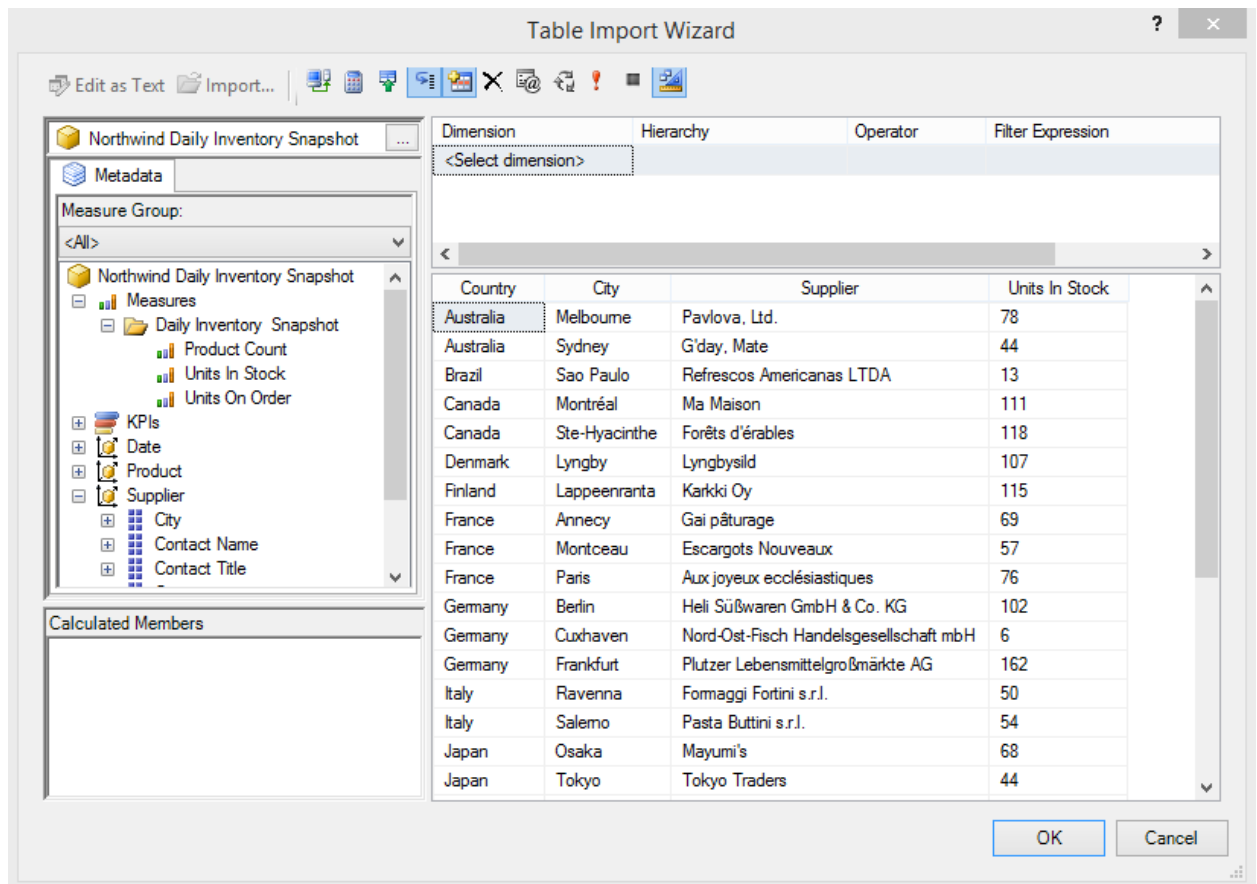 Table Import Wizard
?
Edit as Text Import...
Northwind Daily Inventory Snapshot ...
Metadata
Measure Group:
<All>
Northwind Daily Inventory Snapshot
Measures
Daily Inventory Snapshot
Product Count
Units In Stock
Units On Order
KPIs
Date
Product
Supplier
City
Contact Name
Contact Title
Calculated Members
Dimension Hierarchy Operator Filter Expression
<Select dimension>
Country City Supplier Units In Stock
Australia Melbourne Pavlova, Ltd. 78
Australia Sydney G'day, Mate 44
Brazil Sao Paulo Refrescos Americanas LTDA 13
Canada Montréal Ma Maison 111
Canada Ste-Hyacinthe Forêts d'érables 118
Denmark Lyngby Lyngbysild 107
Finland Lappeenranta Karkki Oy 115
France Annecy Gai pâturage 69
France Montceau Escargots Nouveaux 57
France Paris Aux joyeux ecclésiastiques 76
Germany Berlin Heli Süßwaren GmbH & Co. KG 102
Germany Cuxhaven Nord-Ost-Fisch Handelsgesellschaft mbH 6
Germany Frankfurt Plutzer Lebensmittelgroßmärkte AG 162
Italy Ravenna Formaggi Fortini s.r.l. 50
Italy Salerno Pasta Buttini s.r.l. 54
Japan Osaka Mayumi's 68
Japan Tokyo Tokyo Traders 44
OK Cancel